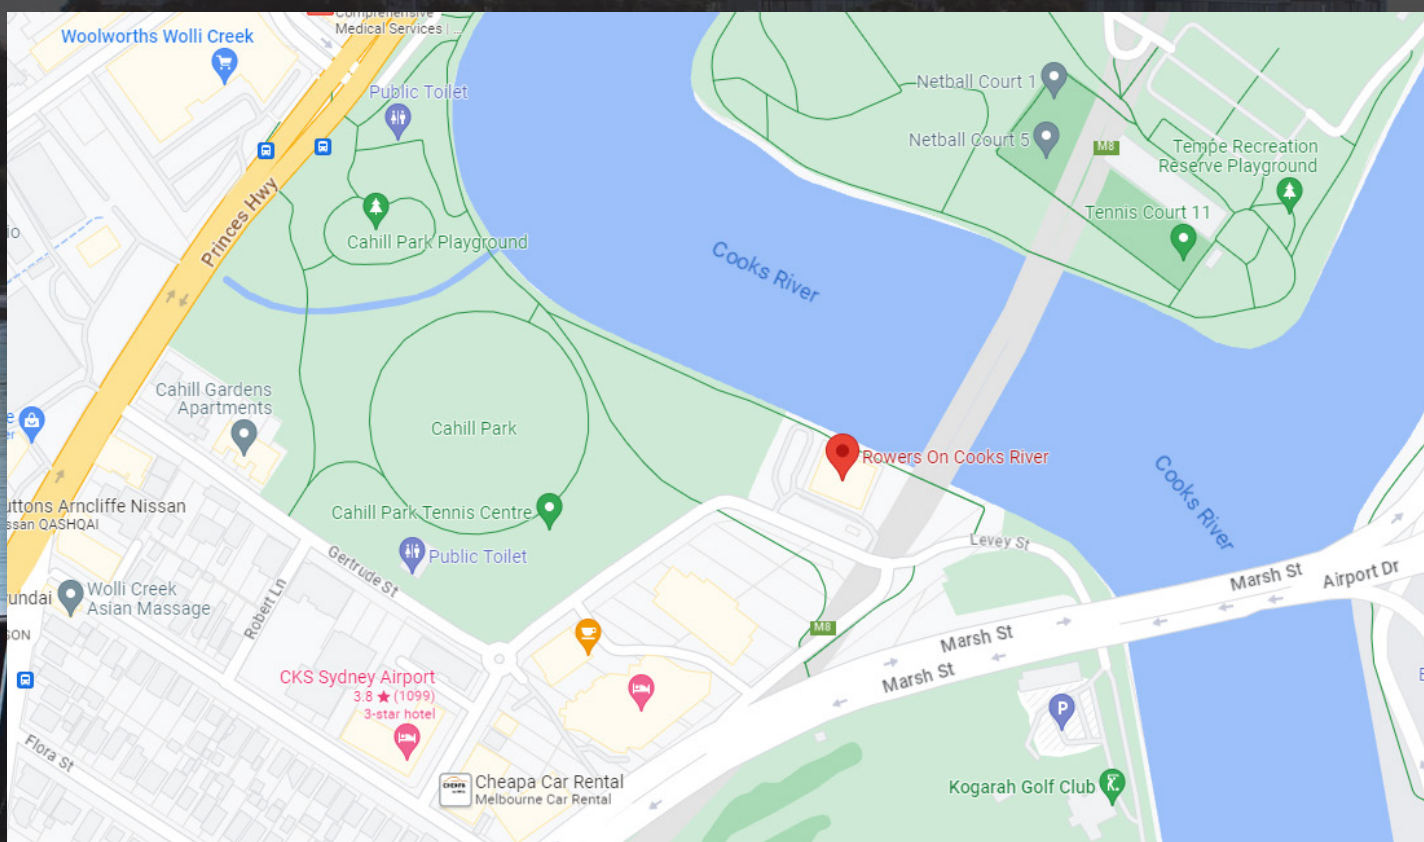 Comprehensive
Medical Services | ...
Woolworths Wolli Creek
Public Toilet
Netball Court 1
Netball Court 5
M8
Tempe Recreation
Reserve Playground
Tennis Court 11
Princes Hwy
Cahill Park Playground
Cooks River
Cahill Gardens
Apartments
Cahill Park
Rowers On Cooks River
Cooks River
Cahill Park Tennis Centre
Public Toilet
uttons Arncliffe Nissan
ssan QASHQAI
Levey St
Gertrude St
Marsh St
Airport Dr
undai
Wolli Creek
Asian Massage
Robert Ln
SON
M8
Marsh St
Marsh St
CKS Sydney Airport
3.8 ★ (1099)
3-star hotel
P
Flora St
Cheapa Car Rental
Melbourne Car Rental
Kogarah Golf Club